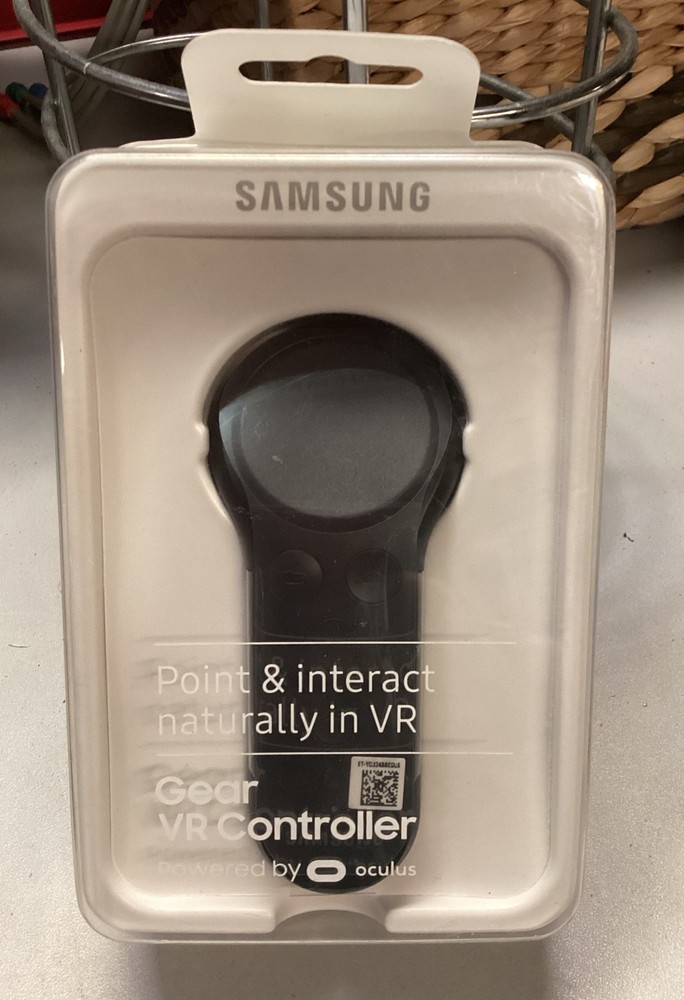 SAMSUNG
Point & interact
naturally in VR
Gear
VR Controller
Powered by oculus